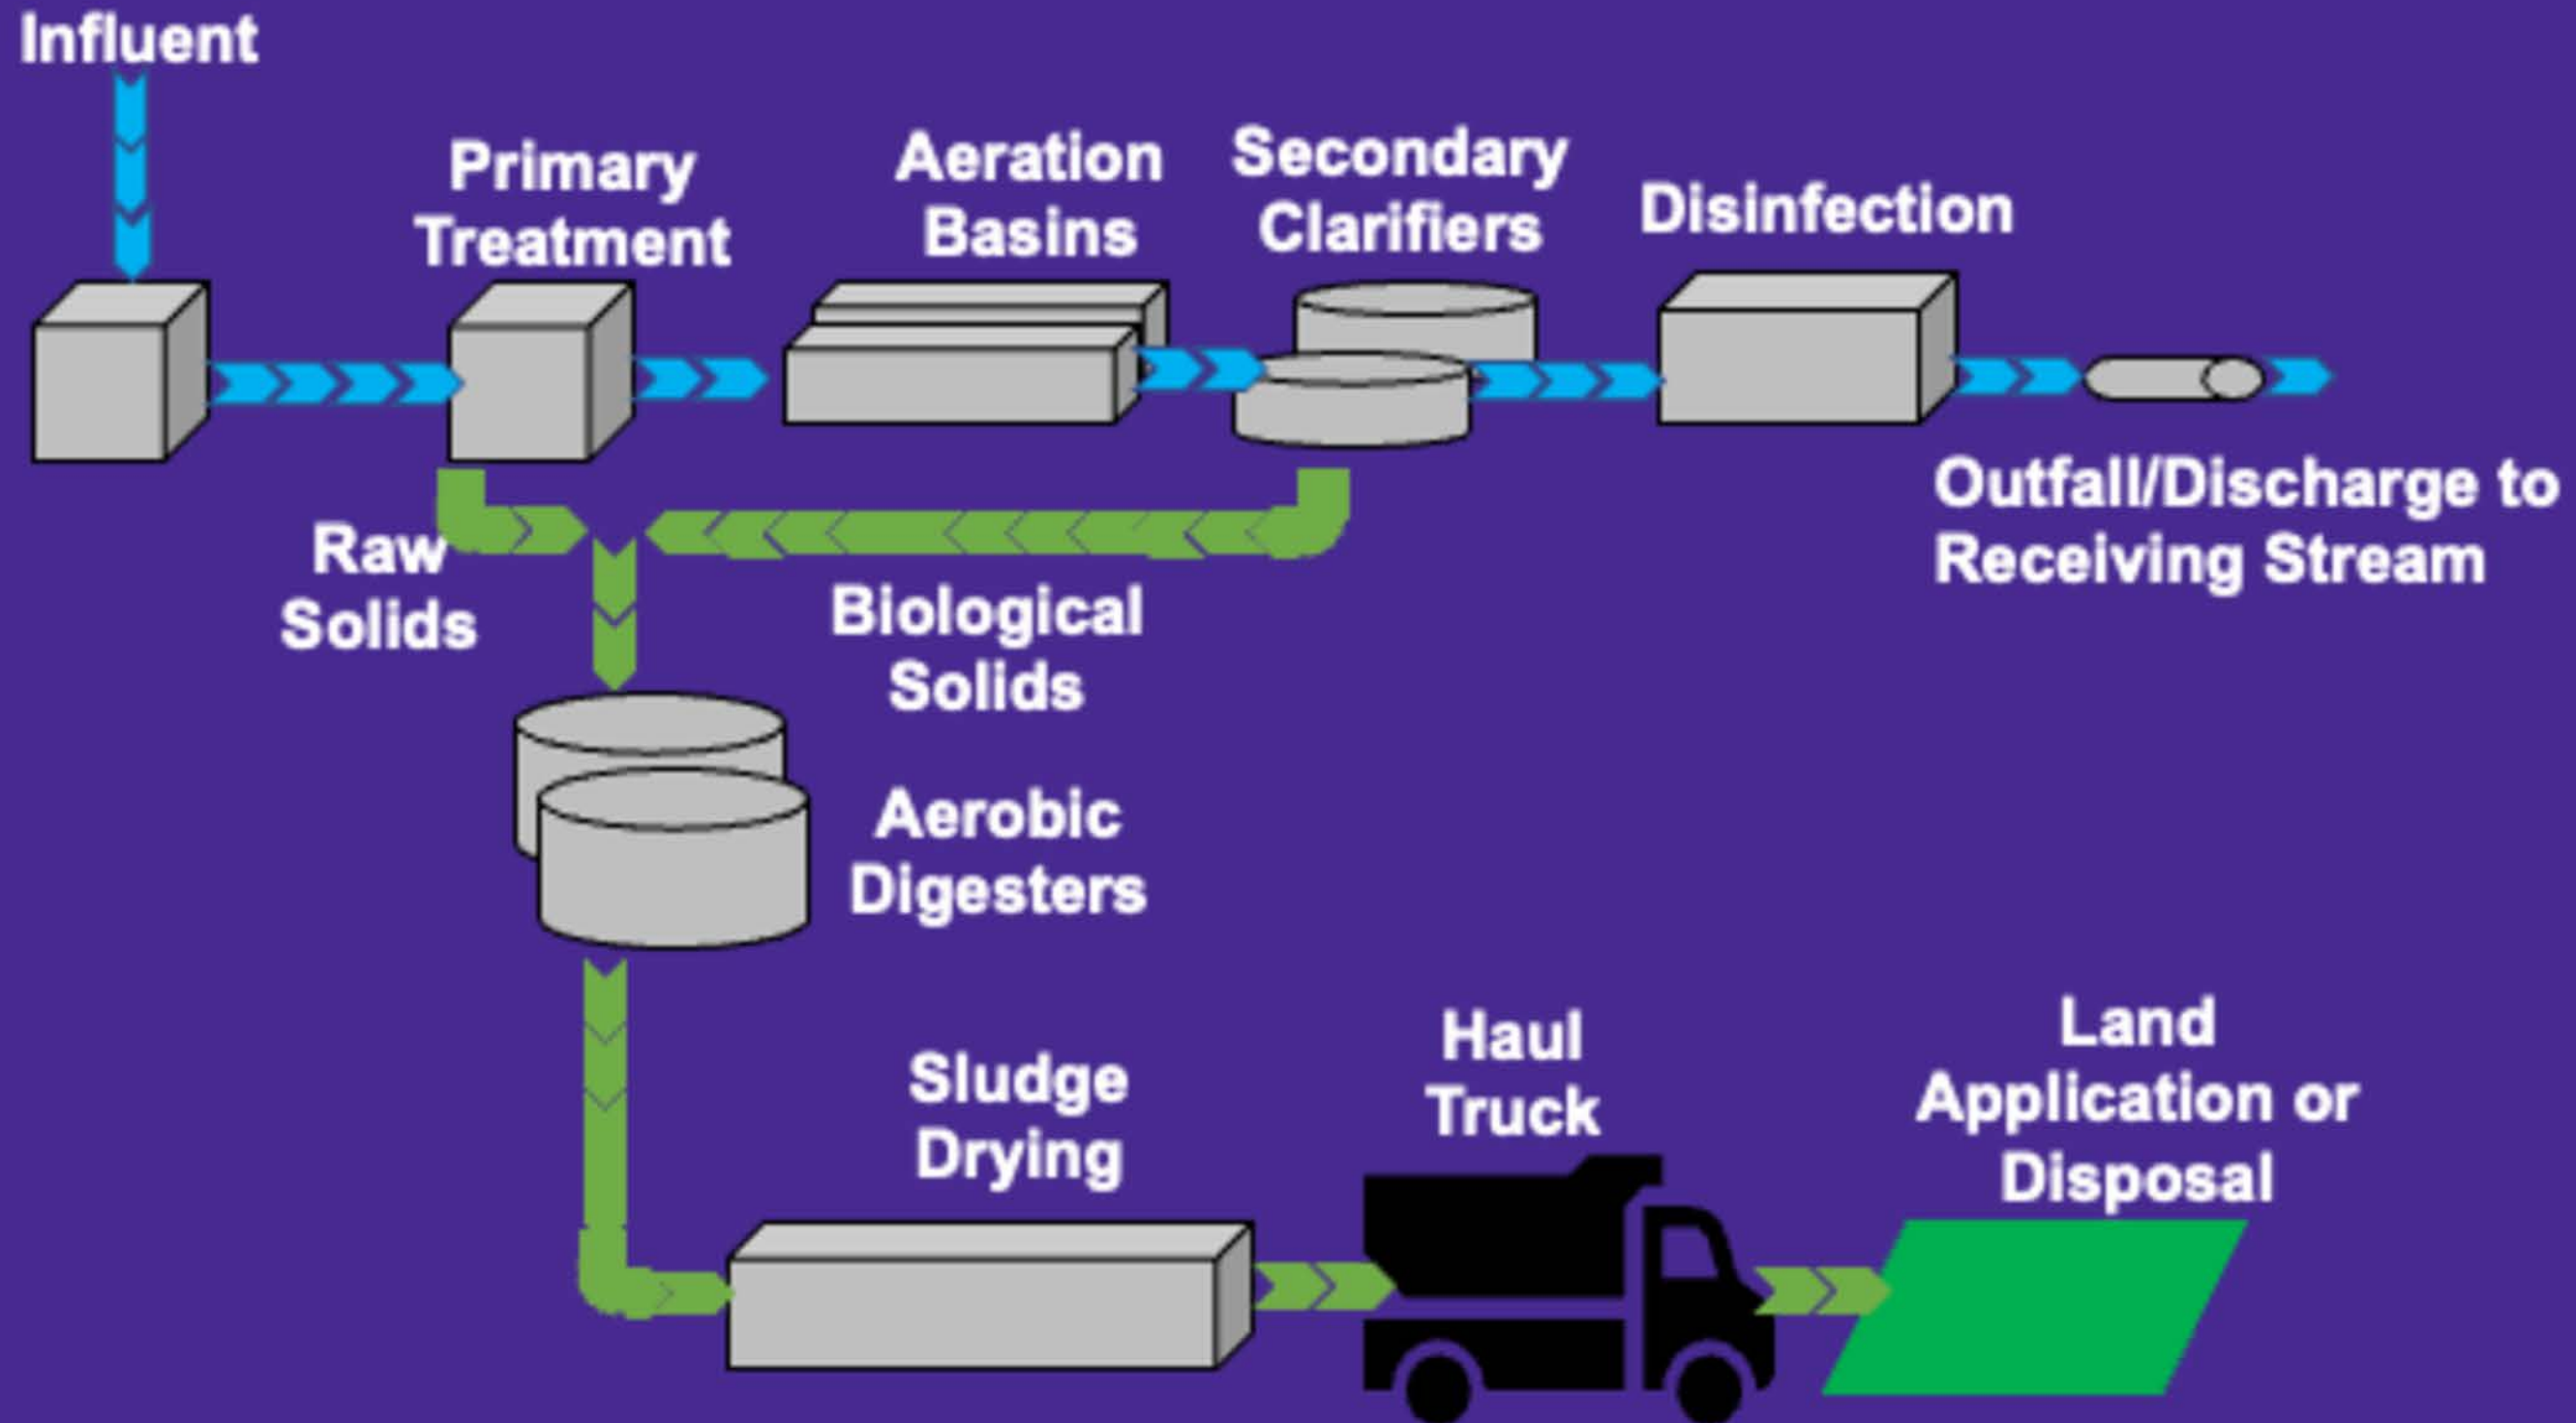 Influent
Primary
Treatment
Aeration
Basins
Secondary
Clarifiers
Disinfection
Outfall/Discharge to
Receiving Stream
Raw
Solids
Biological
Solids
Aerobic
Digesters
Sludge
Drying
Haul
Truck
Land
Application or
Disposal